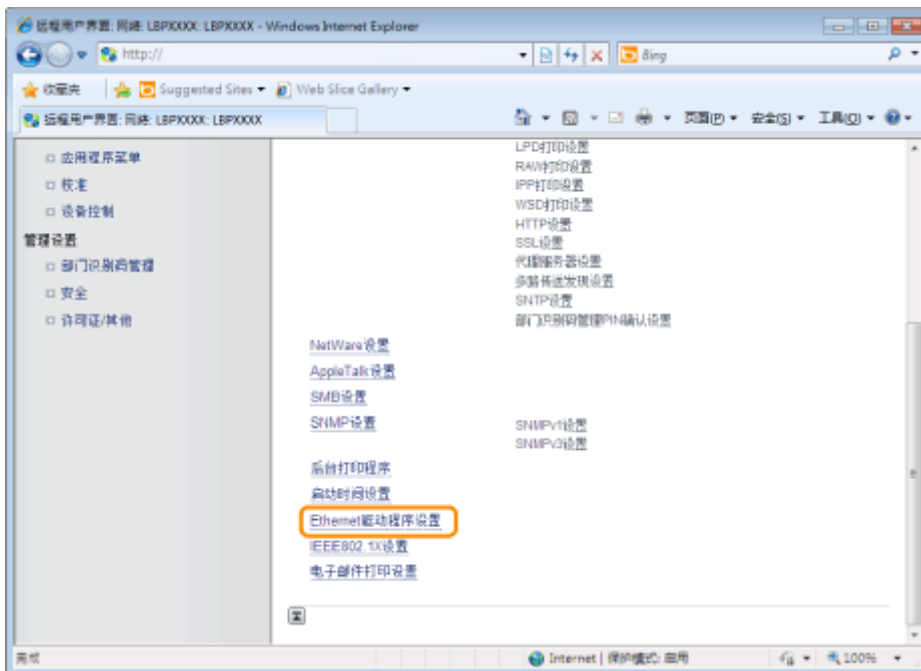 远程用户界面: 网络: LBPXXXX: LBPXXXX - Windows Internet Explorer
http://
Bing
收藏夹 Suggested Sites Web Slice Gallery
远程用户界面: 网络: LBPXXXX: LBPXXXX
页面(P) 安全(S) 工具(O)
应用程序菜单
校准
设备控制
管理设置
部门识别码管理
安全
许可证/其他
LPD打印设置
RAW打印设置
IPP打印设置
WSD打印设置
HTTP设置
SSL设置
代理服务器设置
多路传送发现设置
SNTP设置
部门识别码管理PIN确认设置
NetWare设置
AppleTalk设置
SMB设置
SNMP设置
SNMPv1设置
SNMPv3设置
后台打印程序
启动时间设置
Ethernet驱动程序设置
IEEE802.1X设置
电子邮件打印设置
完成
Internet | 保护模式: 启用
100%